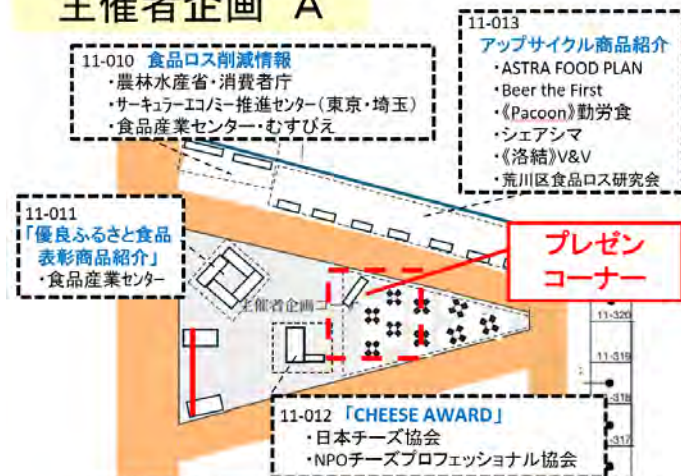 主催者企画 A
11-010 食品ロス削減情報
・農林水産省・消費者庁
・サーキュラーエコノミー推進センター(東京・埼玉)
・食品産業センター・むすびえ
11-013
アップサイクル商品紹介
・ASTRA FOOD PLAN
・Beer the First
・《Pacoon》勤労食
・シェアシマ
・《洛結》V&V
・荒川区食品ロス研究会
11-011
「優良ふるさと食品
表彰商品紹介」
・食品産業センター
プレゼン
コーナー
主催者企画コ
11-320
11-319
11-318
11-317
11-012 「CHEESE AWARD」
・日本チーズ協会
・NPOチーズプロフェッショナル協会